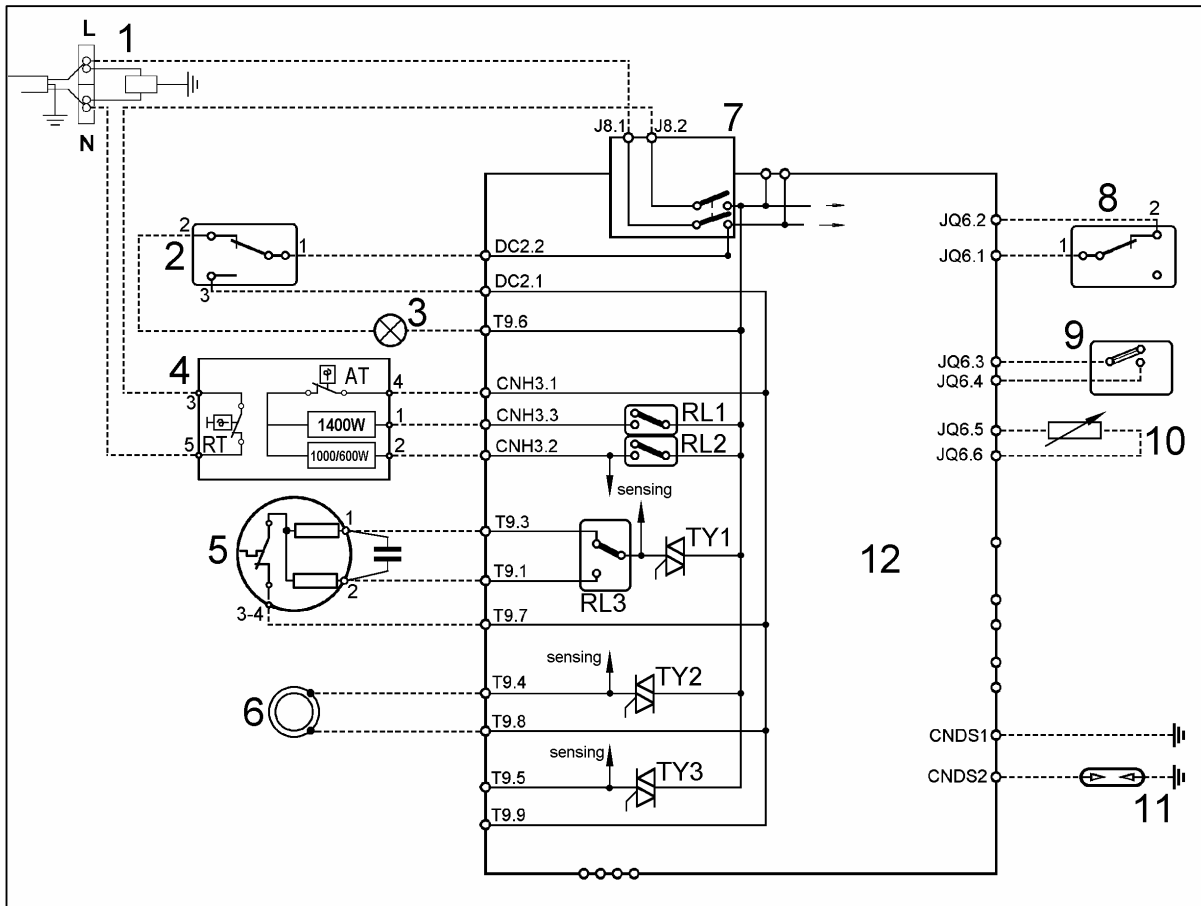 L
1
N
J8.1
J8.2
7
2
2
1
3
DC2.2
DC2.1
T9.6
3
4
3
5
RT
AT
1400W
1000/600W
4
1
2
CNH3.1
CNH3.3
CNH3.2
RL1
RL2
sensing
5
1
2
3-4
T9.3
T9.1
T9.7
RL3
TY1
sensing
TY2
6
T9.4
T9.8
sensing
TY3
T9.5
T9.9
12
JQ6.2
JQ6.1
8
1
2
JQ6.3
JQ6.4
9
JQ6.5
JQ6.6
10
CNDS1
CNDS2
11